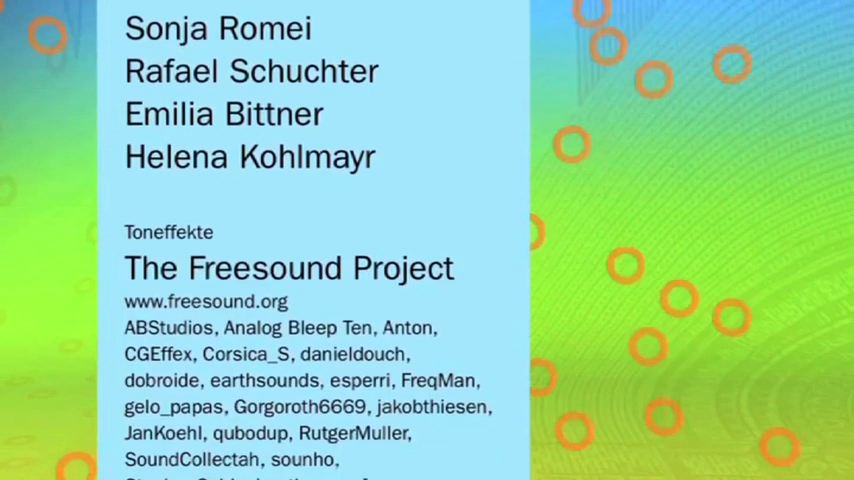 Sonja Romei
Rafael Schuchter
Emilia Bittner
Helena Kohlmayr
Toneffekte
The Freesound Project
www.freesound.org
ABStudios, Analog Bleep Ten, Anton,
CGEffex, Corsica_S, danieldouch,
dobroide, earthsounds, esperri, FreqMan,
gelo_papas, Gorgoroth6669, jakobthiesen,
JanKoehl, qubodup, RutgerMuller,
SoundCollectah, sounho,